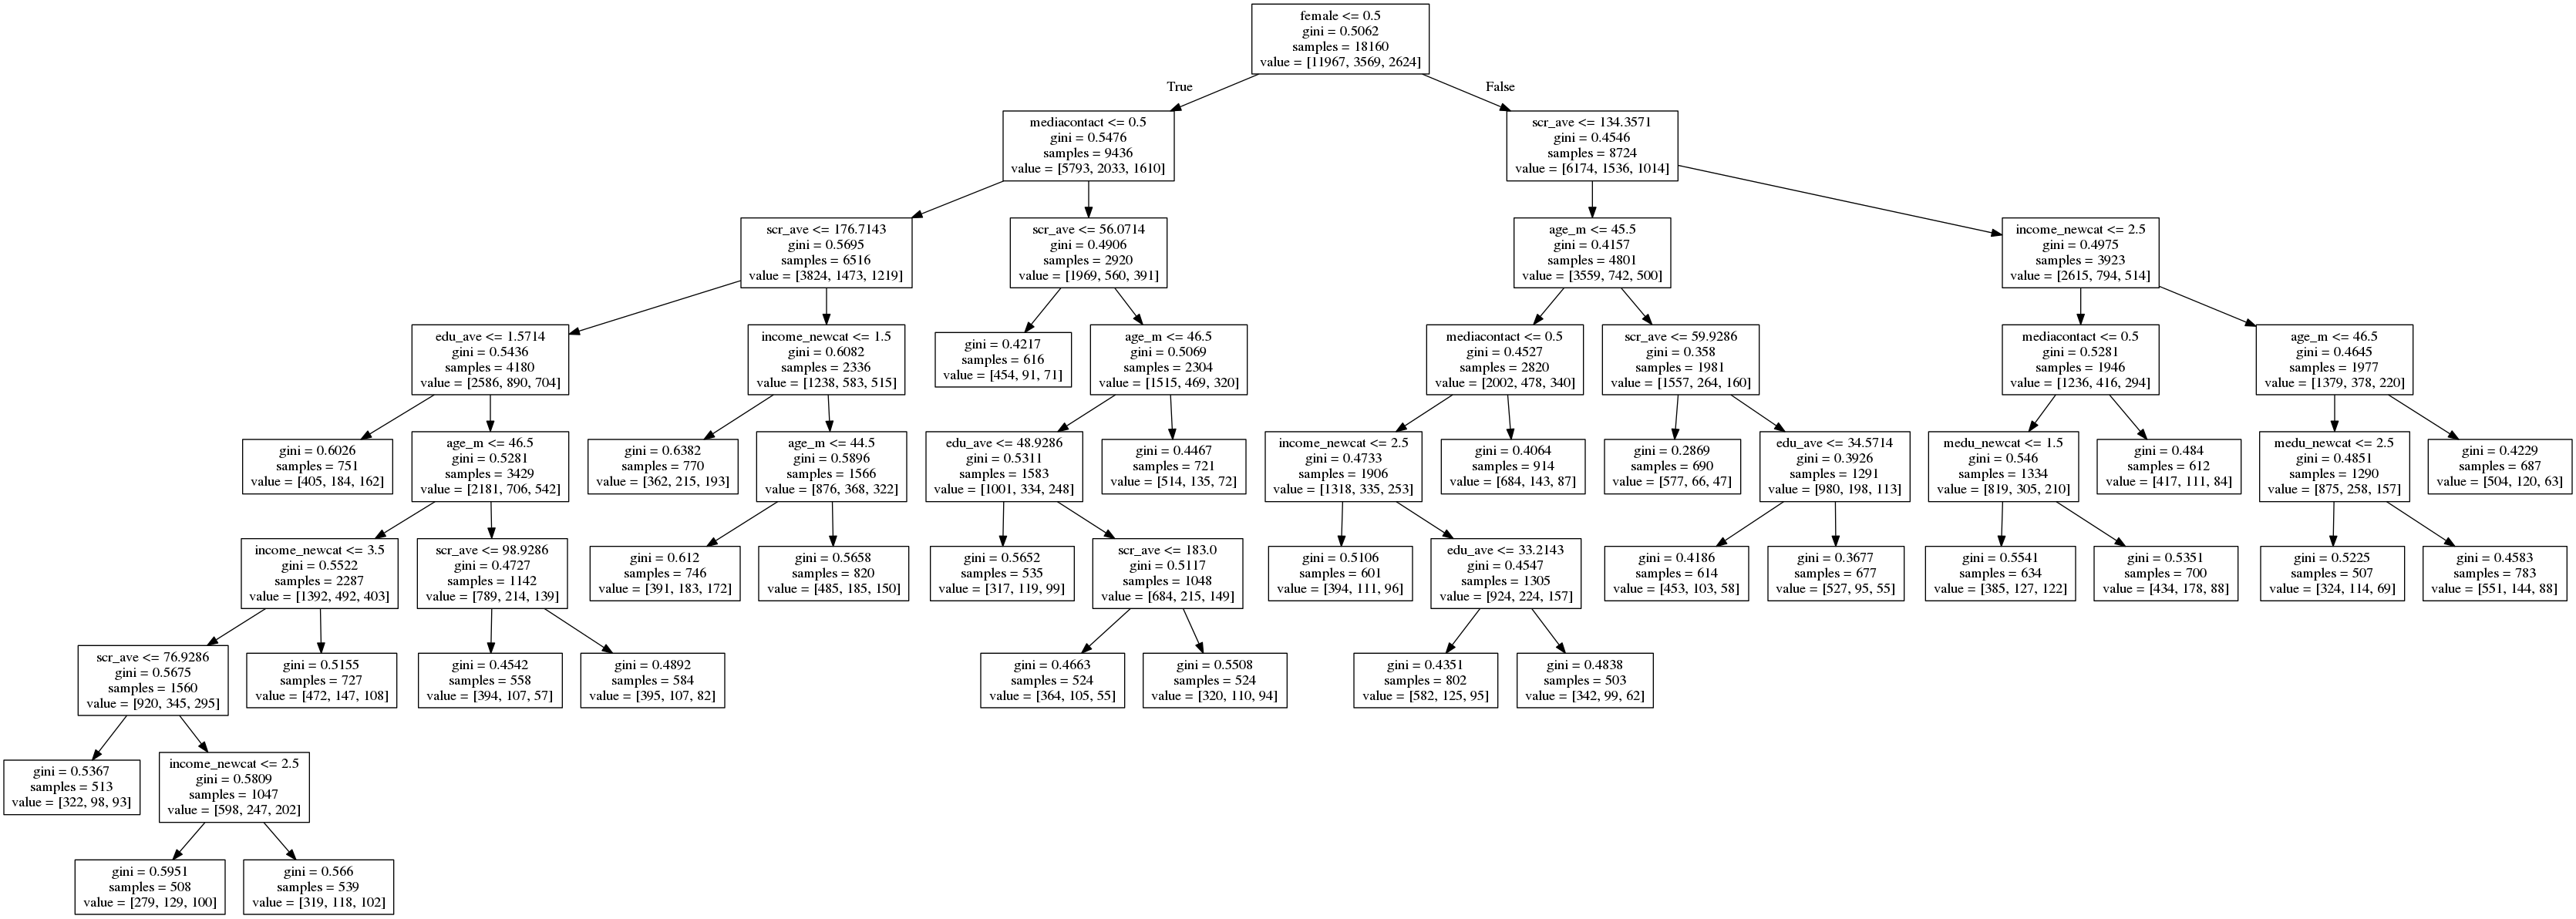 female <= 0.5
gini = 0.5062
samples = 18160
value = [11967, 3569, 2624]
True
False
mediacontact <= 0.5
gini = 0.5476
samples = 9436
value = [5793, 2033, 1610]
scr_ave <= 134.3571
gini = 0.4546
samples = 8724
value = [6174, 1536, 1014]
scr_ave <= 176.7143
gini = 0.5695
samples = 6516
value = [3824, 1473, 1219]
scr_ave <= 56.0714
gini = 0.4906
samples = 2920
value = [1969, 560, 391]
age_m <= 45.5
gini = 0.4157
samples = 4801
value = [3559, 742, 500]
income_newcat <= 2.5
gini = 0.4975
samples = 3923
value = [2615, 794, 514]
edu_ave <= 1.5714
gini = 0.5436
samples = 4180
value = [2586, 890, 704]
income_newcat <= 1.5
gini = 0.6082
samples = 2336
value = [1238, 583, 515]
gini = 0.4217
samples = 616
value = [454, 91, 71]
age_m <= 46.5
gini = 0.5069
samples = 2304
value = [1515, 469, 320]
mediacontact <= 0.5
gini = 0.4527
samples = 2820
value = [2002, 478, 340]
scr_ave <= 59.9286
gini = 0.358
samples = 1981
value = [1557, 264, 160]
mediacontact <= 0.5
gini = 0.5281
samples = 1946
value = [1236, 416, 294]
age_m <= 46.5
gini = 0.4645
samples = 1977
value = [1379, 378, 220]
gini = 0.6026
samples = 751
value = [405, 184, 162]
age_m <= 46.5
gini = 0.5281
samples = 3429
value = [2181, 706, 542]
gini = 0.6382
samples = 770
value = [362, 215, 193]
age_m <= 44.5
gini = 0.5896
samples = 1566
value = [876, 368, 322]
edu_ave <= 48.9286
gini = 0.5311
samples = 1583
value = [1001, 334, 248]
gini = 0.4467
samples = 721
value = [514, 135, 72]
income_newcat <= 2.5
gini = 0.4733
samples = 1906
value = [1318, 335, 253]
gini = 0.4064
samples = 914
value = [684, 143, 87]
gini = 0.2869
samples = 690
value = [577, 66, 47]
edu_ave <= 34.5714
gini = 0.3926
samples = 1291
value = [980, 198, 113]
medu_newcat <= 1.5
gini = 0.546
samples = 1334
value = [819, 305, 210]
gini = 0.484
samples = 612
value = [417, 111, 84]
medu_newcat <= 2.5
gini = 0.4851
samples = 1290
value = [875, 258, 157]
gini = 0.4229
samples = 687
value = [504, 120, 63]
income_newcat <= 3.5
gini = 0.5522
samples = 2287
value = [1392, 492, 403]
scr_ave <= 98.9286
gini = 0.4727
samples = 1142
value = [789, 214, 139]
gini = 0.612
samples = 746
value = [391, 183, 172]
gini = 0.5658
samples = 820
value = [485, 185, 150]
gini = 0.5652
samples = 535
value = [317, 119, 99]
scr_ave <= 183.0
gini = 0.5117
samples = 1048
value = [684, 215, 149]
gini = 0.5106
samples = 601
value = [394, 111, 96]
edu_ave <= 33.2143
gini = 0.4547
samples = 1305
value = [924, 224, 157]
gini = 0.4186
samples = 614
value = [453, 103, 58]
gini = 0.3677
samples = 677
value = [527, 95, 55]
gini = 0.5541
samples = 634
value = [385, 127, 122]
gini = 0.5351
samples = 700
value = [434, 178, 88]
gini = 0.5225
samples = 507
value = [324, 114, 69]
gini = 0.4583
samples = 783
value = [551, 144, 88]
scr_ave <= 76.9286
gini = 0.5675
samples = 1560
value = [920, 345, 295]
gini = 0.5155
samples = 727
value = [472, 147, 108]
gini = 0.4542
samples = 558
value = [394, 107, 57]
gini = 0.4892
samples = 584
value = [395, 107, 82]
gini = 0.4663
samples = 524
value = [364, 105, 55]
gini = 0.5508
samples = 524
value = [320, 110, 94]
gini = 0.4351
samples = 802
value = [582, 125, 95]
gini = 0.4838
samples = 503
value = [342, 99, 62]
gini = 0.5367
samples = 513
value = [322, 98, 93]
income_newcat <= 2.5
gini = 0.5809
samples = 1047
value = [598, 247, 202]
gini = 0.5951
samples = 508
value = [279, 129, 100]
gini = 0.566
samples = 539
value = [319, 118, 102]